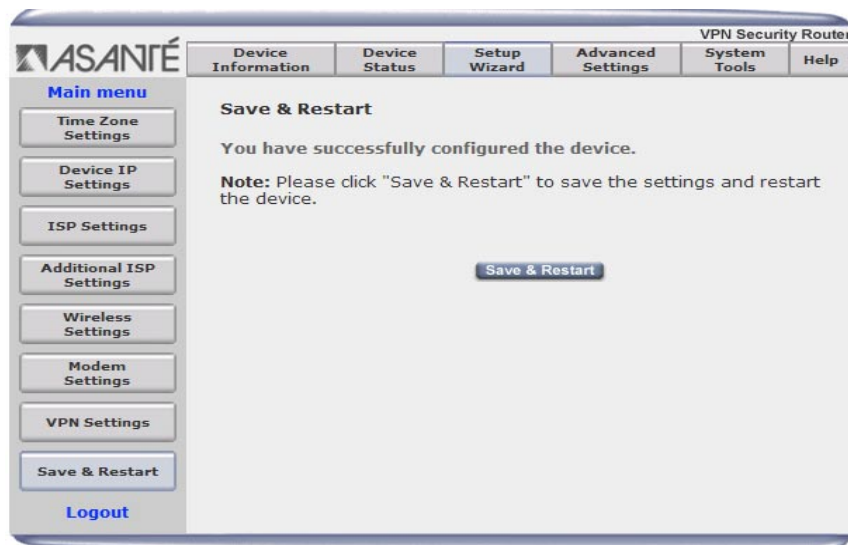 VPN Security Router
ASANTÉ
Device Information
Device Status
Setup Wizard
Advanced Settings
System Tools
Help
Main menu
Time Zone Settings
Device IP Settings
ISP Settings
Additional ISP Settings
Wireless Settings
Modem Settings
VPN Settings
Save & Restart
Logout
Save & Restart
You have successfully configured the device.
Note: Please click "Save & Restart" to save the settings and restart
the device.
Save & Restart